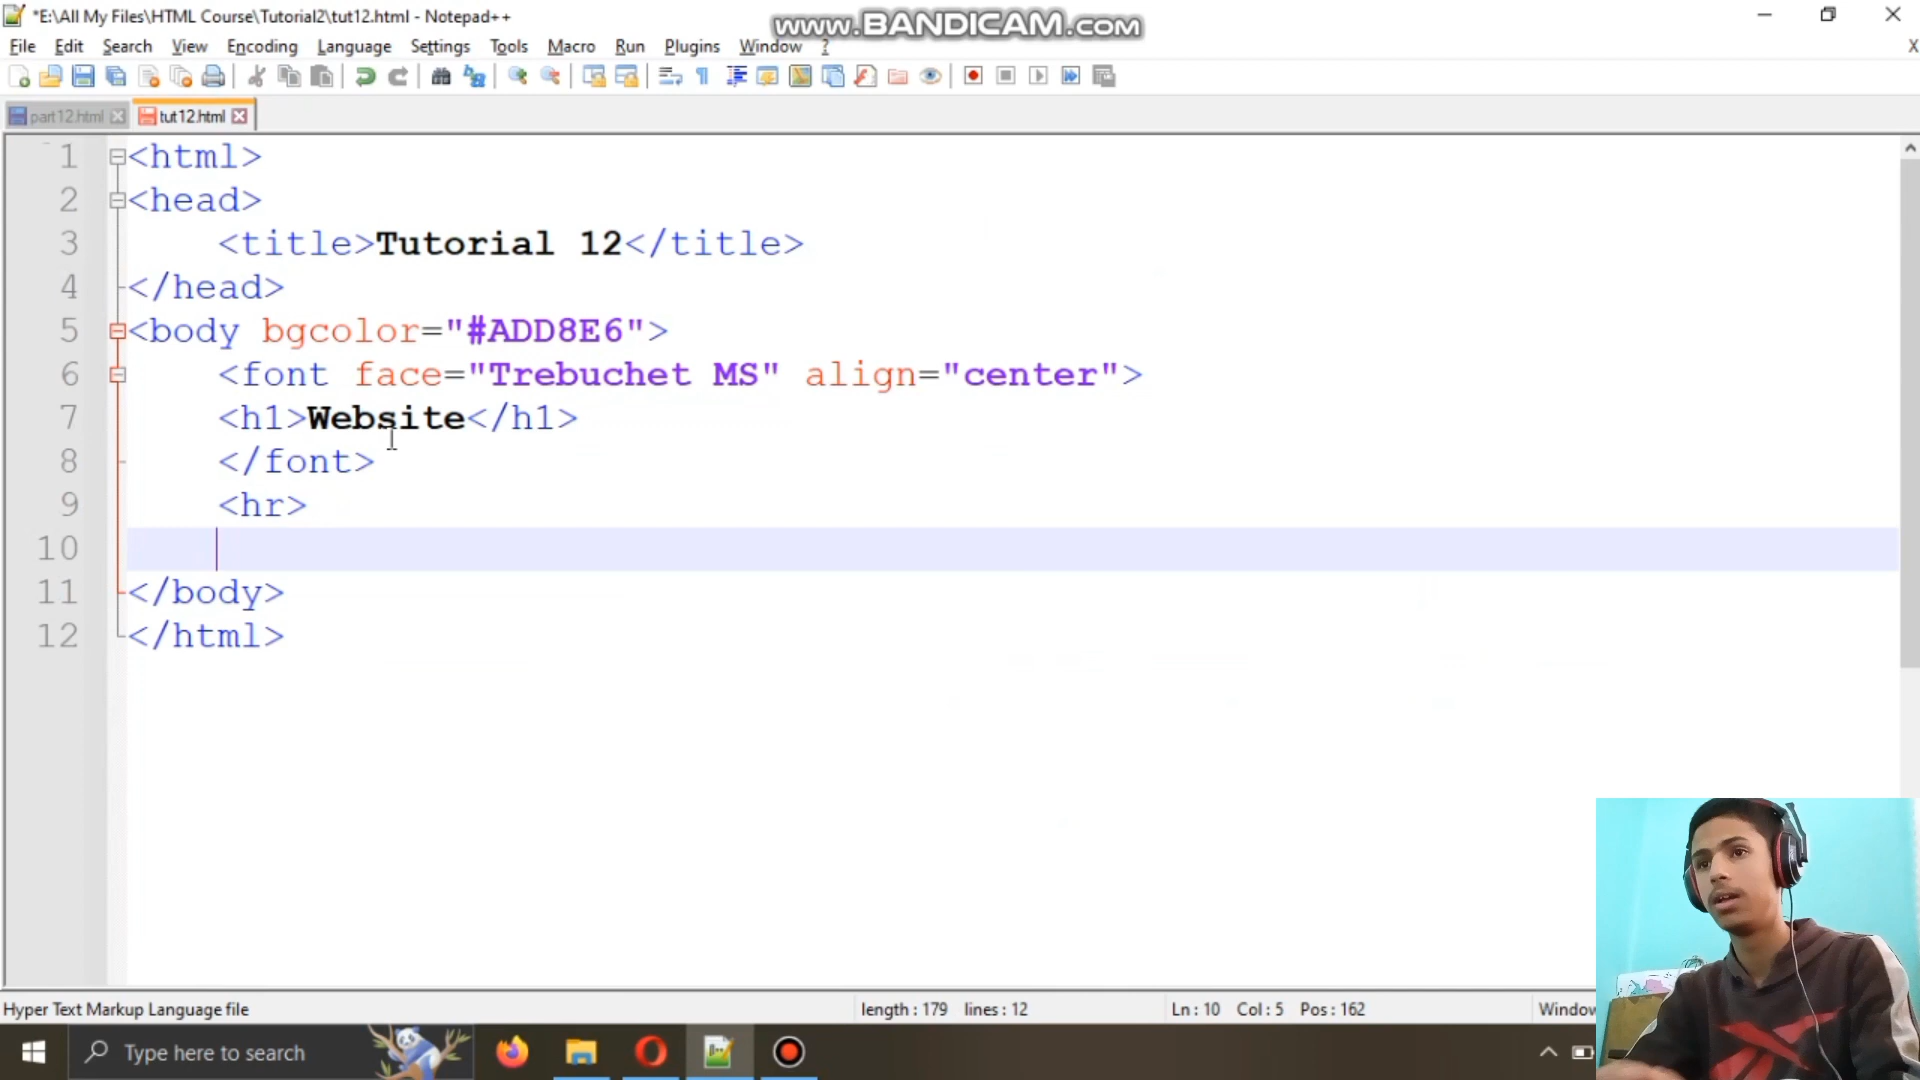 *E:\All My Files\HTML Course\Tutorial2\tut12.html - Notepad++
www.BANDICAM.com
File Edit Search View Encoding Language Settings Tools Macro Run Plugins Window ?
X
part12.html tut12.html
1 <html>
2 <head>
3 <title>Tutorial 12</title>
4 </head>
5 <body bgcolor="#ADD8E6">
6 <font face="Trebuchet MS" align="center">
7 <h1>Website</h1>
8 </font>
9 <hr>
10
11 </body>
12 </html>
Hyper Text Markup Language file length : 179 lines : 12 Ln : 10 Col : 5 Pos : 162 Window
Type here to search